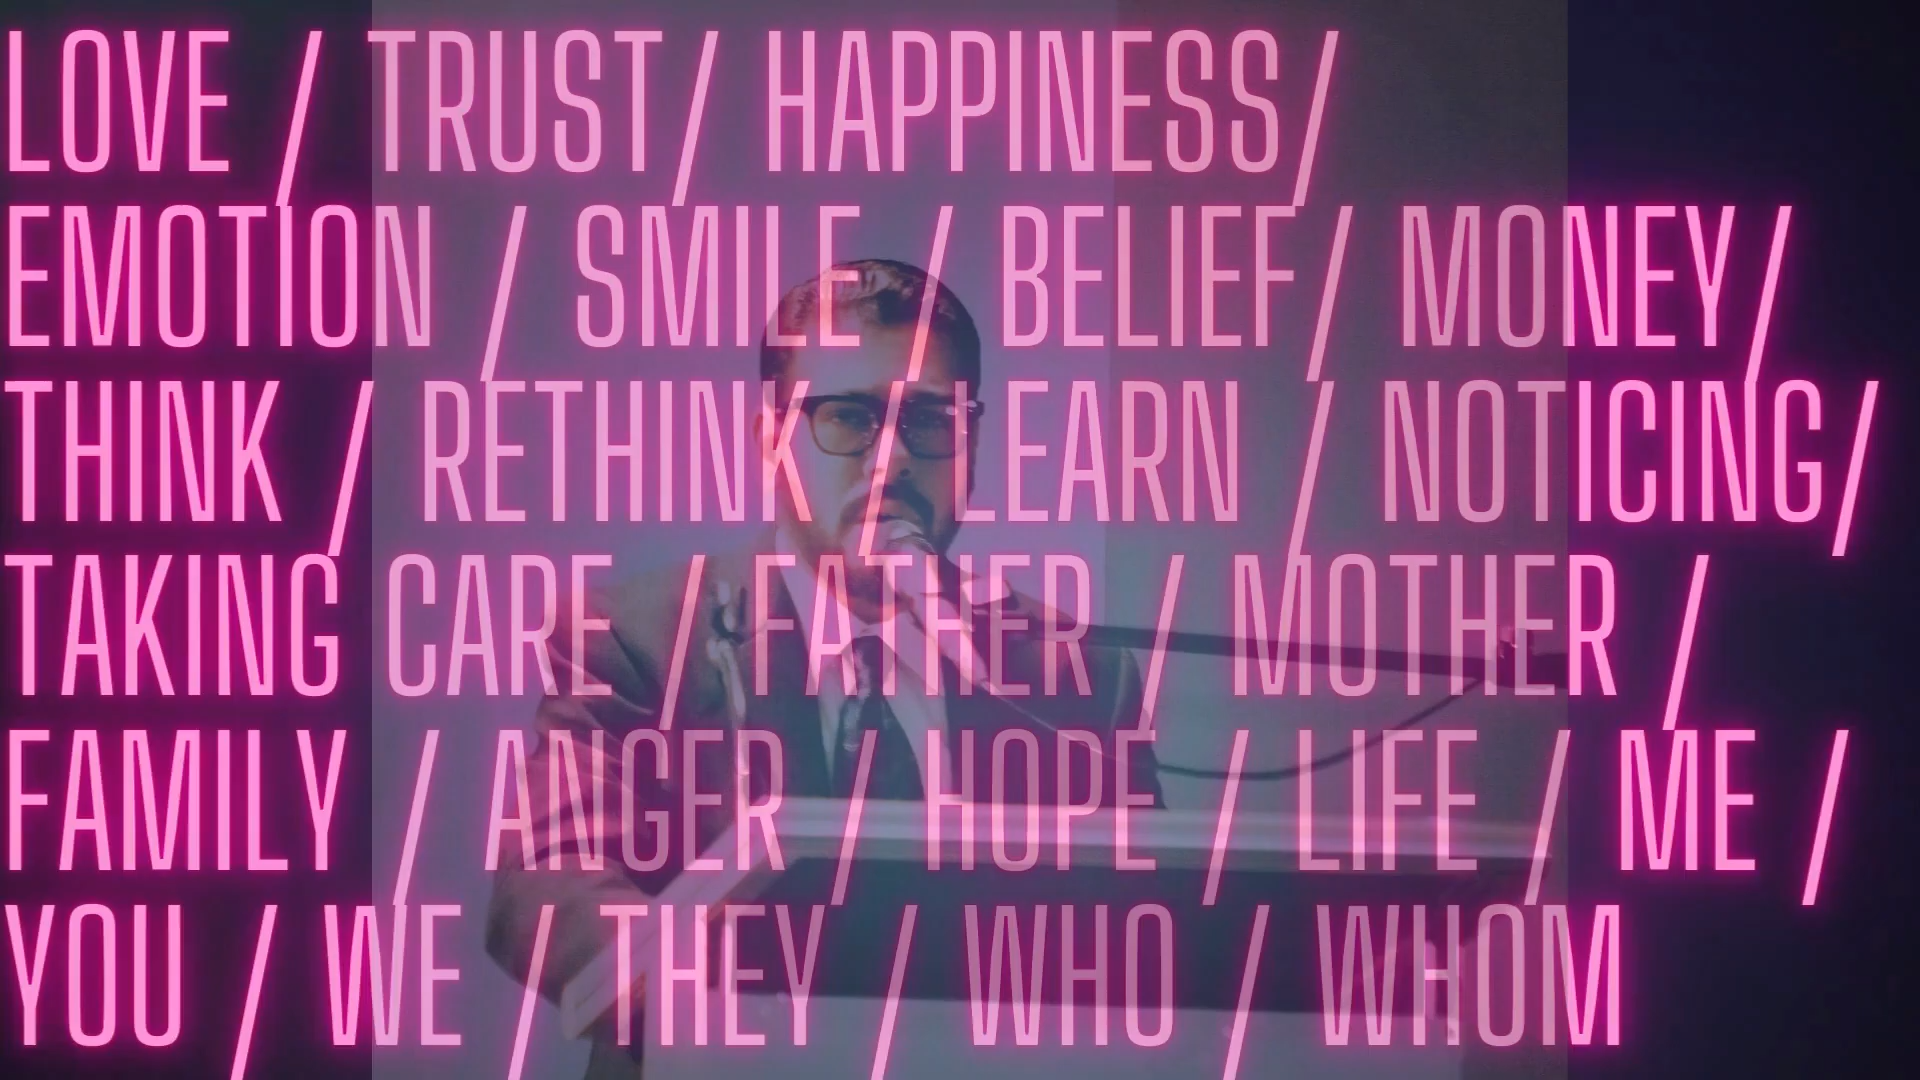 LOVE / TRUST/ HAPPINESS/
EMOTION / SMILE / BELIEF/ MONEY/
THINK / RETHINK / LEARN / NOTICING/
TAKING CARE / FATHER / MOTHER /
FAMILY / ANGER / HOPE / LIFE / ME /
YOU / WE / THEY / WHO / WHOM